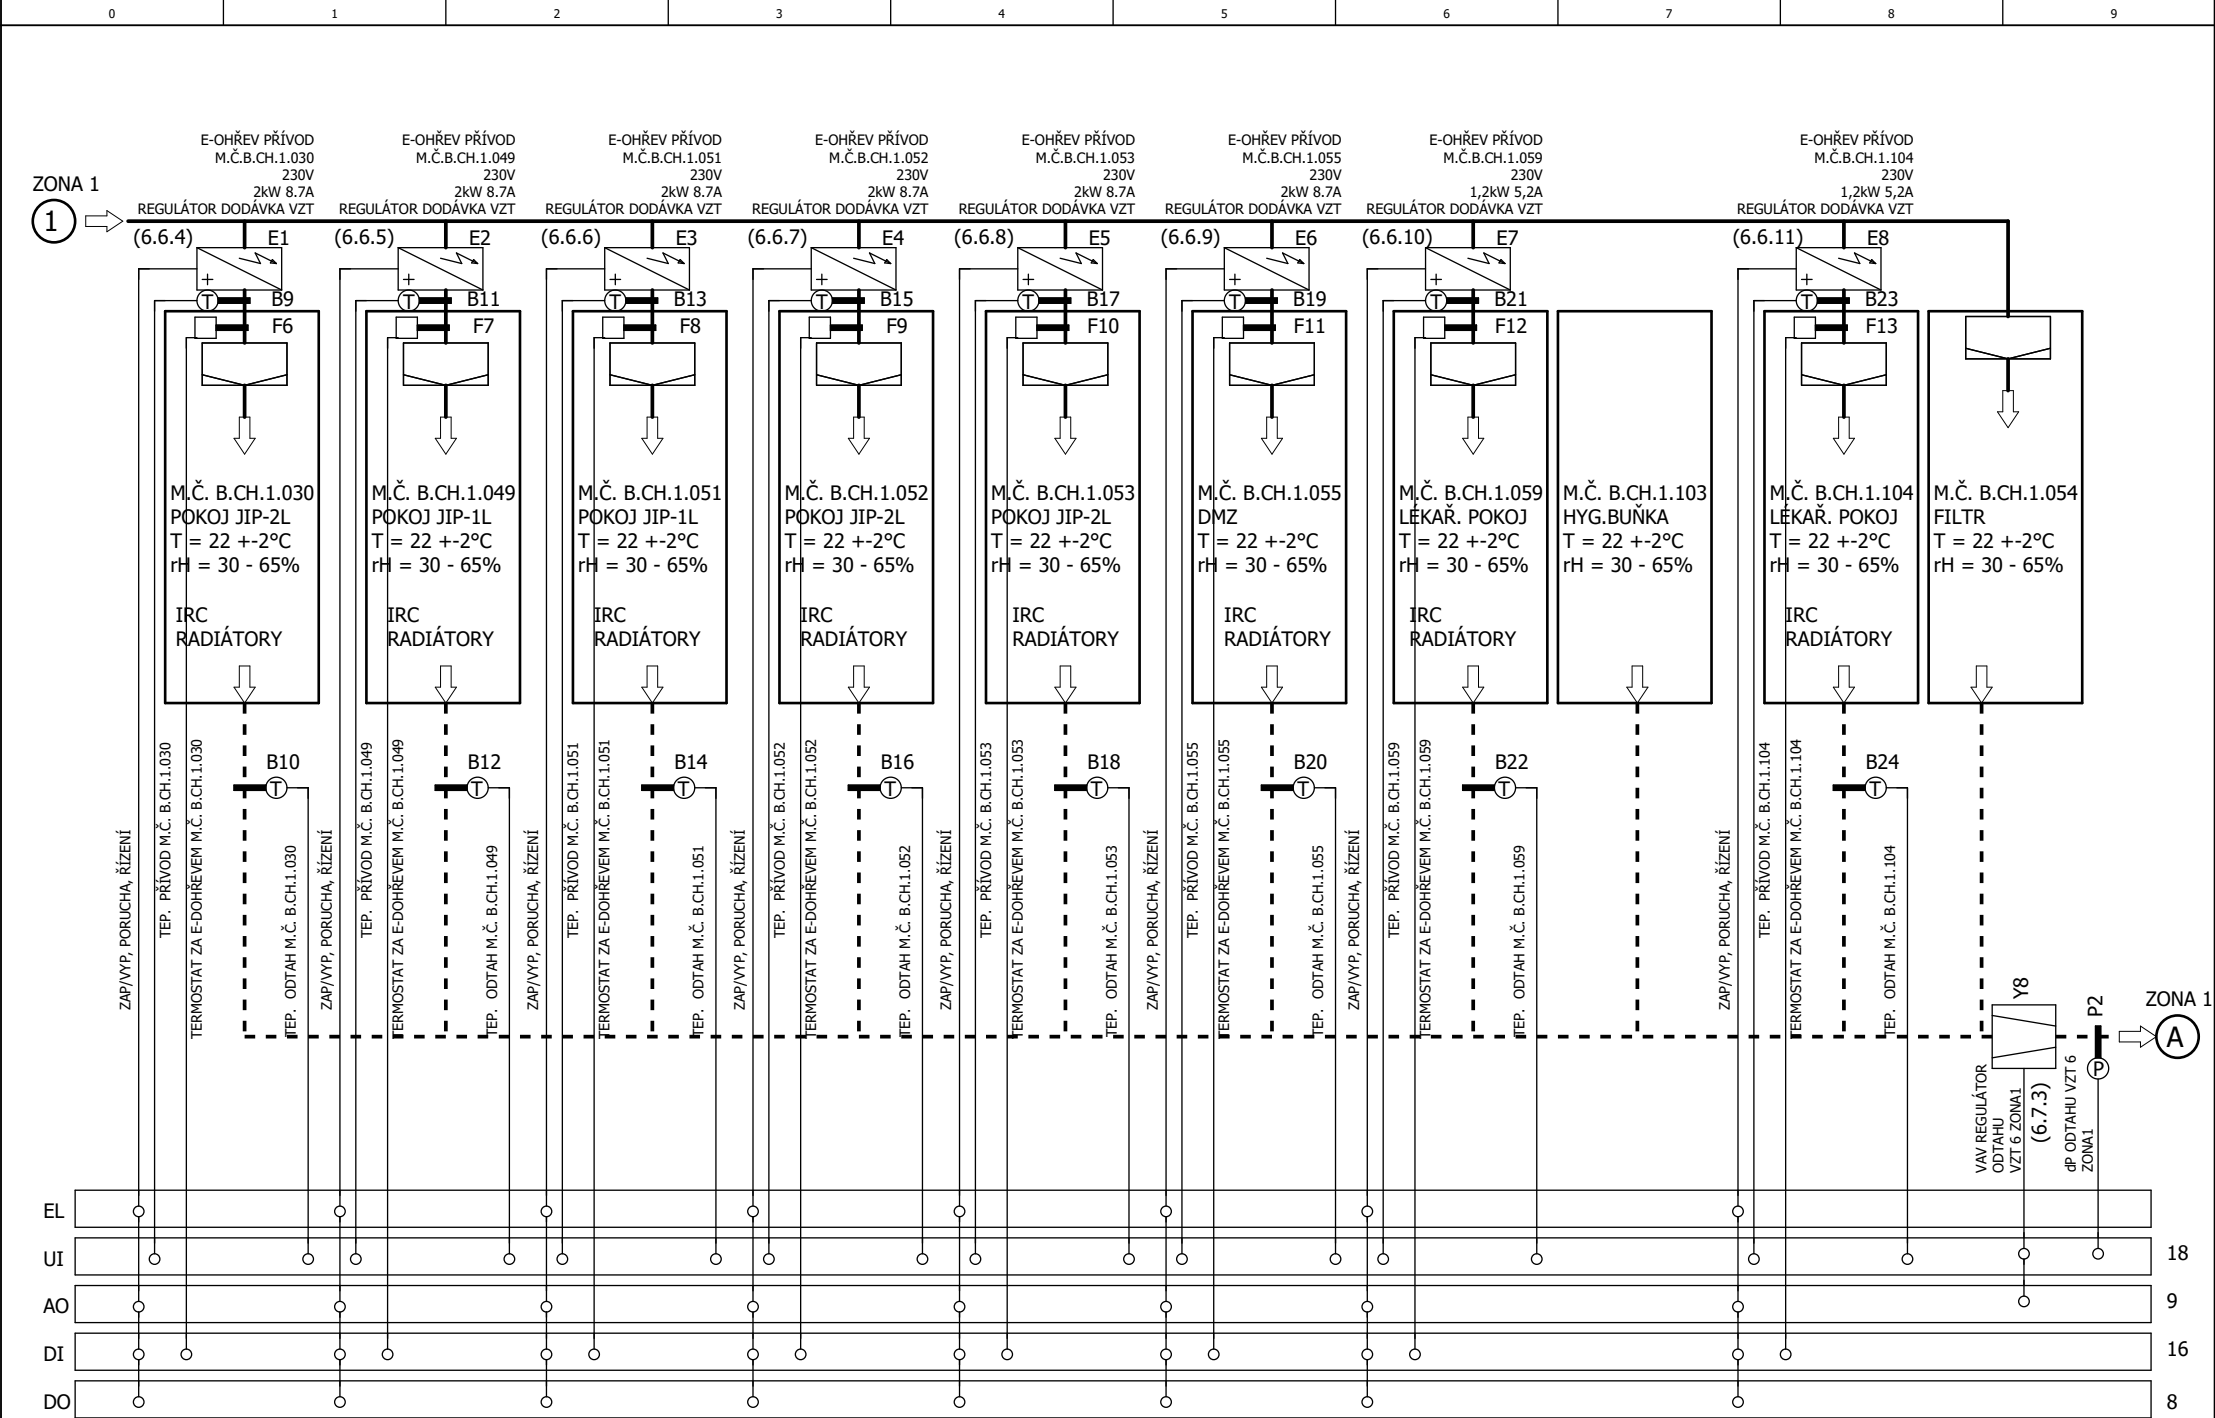 0 1 2 3 4 5 6 7 8 9
ZONA 1
1
E-OHŘEV PŘÍVOD
M.Č.B.CH.1.030
230V
2kW 8.7A
REGULÁTOR DODÁVKA VZT
E-OHŘEV PŘÍVOD
M.Č.B.CH.1.049
230V
2kW 8.7A
REGULÁTOR DODÁVKA VZT
E-OHŘEV PŘÍVOD
M.Č.B.CH.1.051
230V
2kW 8.7A
REGULÁTOR DODÁVKA VZT
E-OHŘEV PŘÍVOD
M.Č.B.CH.1.052
230V
2kW 8.7A
REGULÁTOR DODÁVKA VZT
E-OHŘEV PŘÍVOD
M.Č.B.CH.1.053
230V
2kW 8.7A
REGULÁTOR DODÁVKA VZT
E-OHŘEV PŘÍVOD
M.Č.B.CH.1.055
230V
2kW 8.7A
REGULÁTOR DODÁVKA VZT
E-OHŘEV PŘÍVOD
M.Č.B.CH.1.059
230V
1,2kW 5,2A
REGULÁTOR DODÁVKA VZT
E-OHŘEV PŘÍVOD
M.Č.B.CH.1.104
230V
1,2kW 5,2A
REGULÁTOR DODÁVKA VZT
(6.6.4) E1 (6.6.5) E2 (6.6.6) E3 (6.6.7) E4 (6.6.8) E5 (6.6.9) E6 (6.6.10) E7 (6.6.11) E8
+ + + + + + + +
T B9 T B11 T B13 T B15 T B17 T B19 T B21 T B23
F6 F7 F8 F9 F10 F11 F12 F13
M.Č. B.CH.1.030
POKOJ JIP-2L
T = 22 +-2°C
rH = 30 - 65%
IRC
RADIÁTORY
M.Č. B.CH.1.049
POKOJ JIP-1L
T = 22 +-2°C
rH = 30 - 65%
IRC
RADIÁTORY
M.Č. B.CH.1.051
POKOJ JIP-1L
T = 22 +-2°C
rH = 30 - 65%
IRC
RADIÁTORY
M.Č. B.CH.1.052
POKOJ JIP-2L
T = 22 +-2°C
rH = 30 - 65%
IRC
RADIÁTORY
M.Č. B.CH.1.053
POKOJ JIP-2L
T = 22 +-2°C
rH = 30 - 65%
IRC
RADIÁTORY
M.Č. B.CH.1.055
DMZ
T = 22 +-2°C
rH = 30 - 65%
IRC
RADIÁTORY
M.Č. B.CH.1.059
LÉKAŘ. POKOJ
T = 22 +-2°C
rH = 30 - 65%
IRC
RADIÁTORY
M.Č. B.CH.1.103
HYG.BUŇKA
T = 22 +-2°C
rH = 30 - 65%
M.Č. B.CH.1.104
LÉKAŘ. POKOJ
T = 22 +-2°C
rH = 30 - 65%
IRC
RADIÁTORY
M.Č. B.CH.1.054
FILTR
T = 22 +-2°C
rH = 30 - 65%
B10 B12 B14 B16 B18 B20 B22 B24
T T T T T T T T
ZAP/VYP, PORUCHA, ŘÍZENÍ
TEP. PŘÍVOD M.Č. B.CH.1.030
TERMOSTAT ZA E-DOHŘEVEM M.Č. B.CH.1.030
TEP. ODTAH M.Č. B.CH.1.030
ZAP/VYP, PORUCHA, ŘÍZENÍ
TEP. PŘÍVOD M.Č. B.CH.1.049
TERMOSTAT ZA E-DOHŘEVEM M.Č. B.CH.1.049
TEP. ODTAH M.Č. B.CH.1.049
ZAP/VYP, PORUCHA, ŘÍZENÍ
TEP. PŘÍVOD M.Č. B.CH.1.051
TERMOSTAT ZA E-DOHŘEVEM M.Č. B.CH.1.051
TEP. ODTAH M.Č. B.CH.1.051
ZAP/VYP, PORUCHA, ŘÍZENÍ
TEP. PŘÍVOD M.Č. B.CH.1.052
TERMOSTAT ZA E-DOHŘEVEM M.Č. B.CH.1.052
TEP. ODTAH M.Č. B.CH.1.052
ZAP/VYP, PORUCHA, ŘÍZENÍ
TEP. PŘÍVOD M.Č. B.CH.1.053
TERMOSTAT ZA E-DOHŘEVEM M.Č. B.CH.1.053
TEP. ODTAH M.Č. B.CH.1.053
ZAP/VYP, PORUCHA, ŘÍZENÍ
TEP. PŘÍVOD M.Č. B.CH.1.055
TERMOSTAT ZA E-DOHŘEVEM M.Č. B.CH.1.055
TEP. ODTAH M.Č. B.CH.1.055
ZAP/VYP, PORUCHA, ŘÍZENÍ
TEP. PŘÍVOD M.Č. B.CH.1.059
TERMOSTAT ZA E-DOHŘEVEM M.Č. B.CH.1.059
TEP. ODTAH M.Č. B.CH.1.059
ZAP/VYP, PORUCHA, ŘÍZENÍ
TEP. PŘÍVOD M.Č. B.CH.1.104
TERMOSTAT ZA E-DOHŘEVEM M.Č. B.CH.1.104
TEP. ODTAH M.Č. B.CH.1.104
Y8
P2
P
ZONA 1
A
VAV REGULÁTOR
ODTAHU
VZT 6 ZONA1
(6.7.3)
dP ODTAHU VZT 6
ZONA1
EL
UI 18
AO 9
DI 16
DO 8